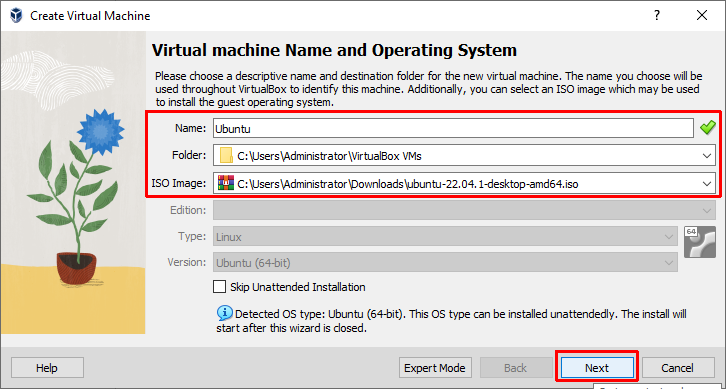 Create Virtual Machine
?
Virtual machine Name and Operating System
Please choose a descriptive name and destination folder for the new virtual machine. The name you choose will be
used throughout VirtualBox to identify this machine. Additionally, you can select an ISO image which may be used
to install the guest operating system.
Name: Ubuntu
Folder: C:\Users\Administrator\VirtualBox VMs
ISO Image: C:\Users\Administrator\Downloads\ubuntu-22.04.1-desktop-amd64.iso
Edition:
Type: Linux
64
Version: Ubuntu (64-bit)
Skip Unattended Installation
Detected OS type: Ubuntu (64-bit). This OS type can be installed unattendedly. The install will
start after this wizard is closed.
Help Expert Mode Back Next Cancel